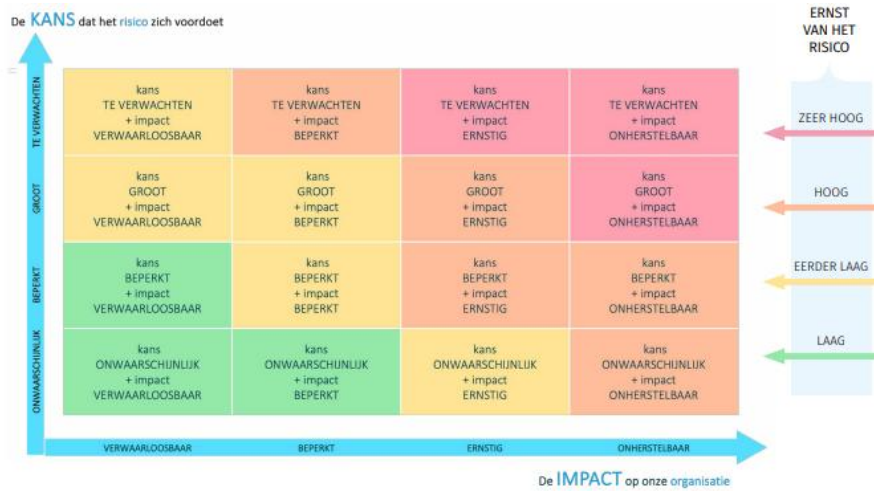 De KANS dat het risico zich voordoet
ERNST
VAN HET
RISICO
TE VERWACHTEN
kans
TE VERWACHTEN
+ impact
VERWAARLOOSBAAR
kans
TE VERWACHTEN
+ impact
BEPERKT
kans
TE VERWACHTEN
+ impact
ERNSTIG
kans
TE VERWACHTEN
+ impact
ONHERSTELBAAR
ZEER HOOG
GROOT
kans
GROOT
+ impact
VERWAARLOOSBAAR
kans
GROOT
+ impact
BEPERKT
kans
GROOT
+ impact
ERNSTIG
kans
GROOT
+ impact
ONHERSTELBAAR
HOOG
BEPERKT
kans
BEPERKT
+ impact
VERWAARLOOSBAAR
kans
BEPERKT
+ impact
BEPERKT
kans
BEPERKT
+ impact
ERNSTIG
kans
BEPERKT
+ impact
ONHERSTELBAAR
EERDER LAAG
ONWAARSCHIJNLIJK
kans
ONWAARSCHIJNLIJK
+ impact
VERWAARLOOSBAAR
kans
ONWAARSCHIJNLIJK
+ impact
BEPERKT
kans
ONWAARSCHIJNLIJK
+ impact
ERNSTIG
kans
ONWAARSCHIJNLIJK
+ impact
ONHERSTELBAAR
LAAG
VERWAARLOOSBAAR
BEPERKT
ERNSTIG
ONHERSTELBAAR
De IMPACT op onze organisatie